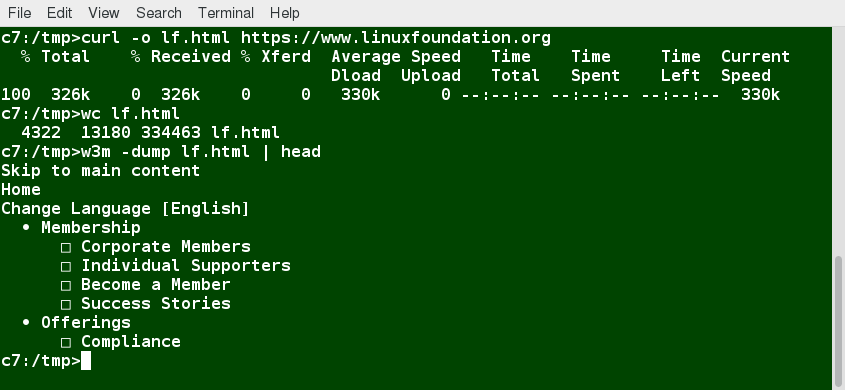 File Edit View Search Terminal Help
c7:/tmp>curl -o lf.html https://www.linuxfoundation.org
  % Total    % Received % Xferd  Average Speed   Time    Time     Time  Current
                                 Dload  Upload   Total   Spent    Left  Speed
100  326k    0  326k    0     0   330k      0 --:--:-- --:--:-- --:--:--  330k
c7:/tmp>wc lf.html
  4322  13180 334463 lf.html
c7:/tmp>w3m -dump lf.html | head
Skip to main content
Home
Change Language [English]
  • Membership
      □ Corporate Members
      □ Individual Supporters
      □ Become a Member
      □ Success Stories
  • Offerings
      □ Compliance
c7:/tmp>